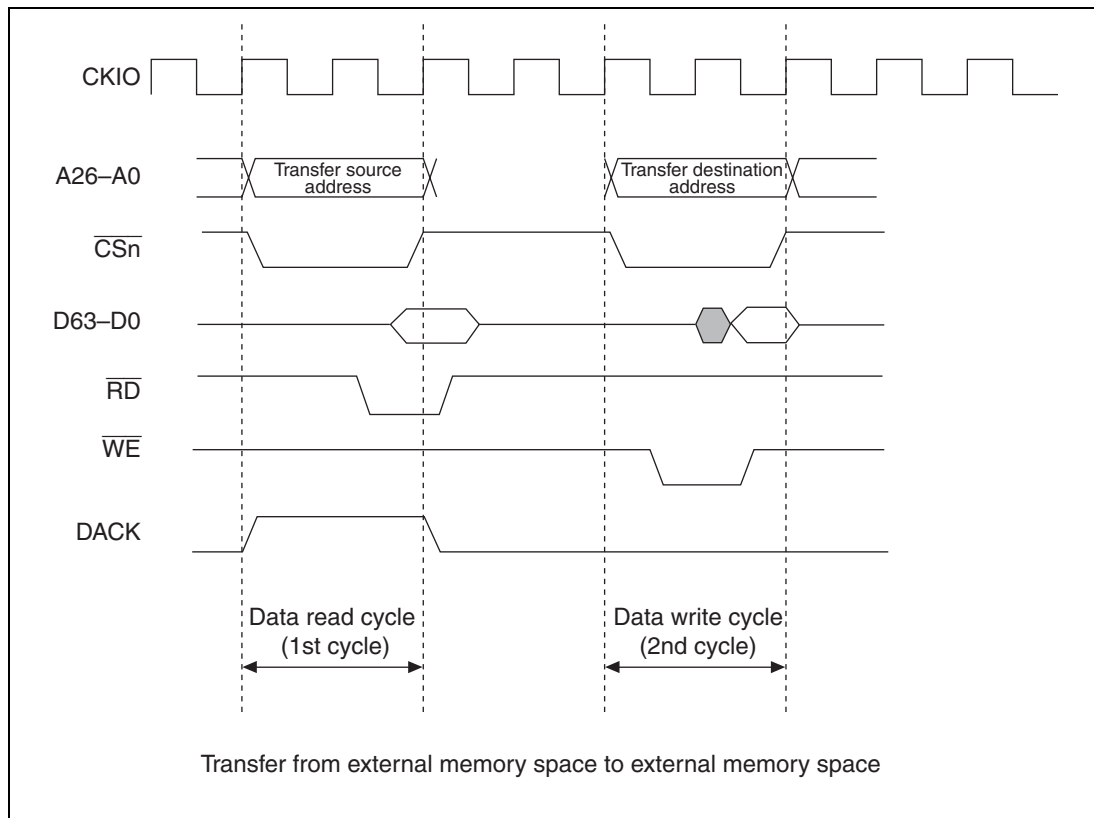 CKIO
A26–A0
Transfer source
address
Transfer destination
address
CSn
D63–D0
RD
WE
DACK
Data read cycle
(1st cycle)
Data write cycle
(2nd cycle)
Transfer from external memory space to external memory space